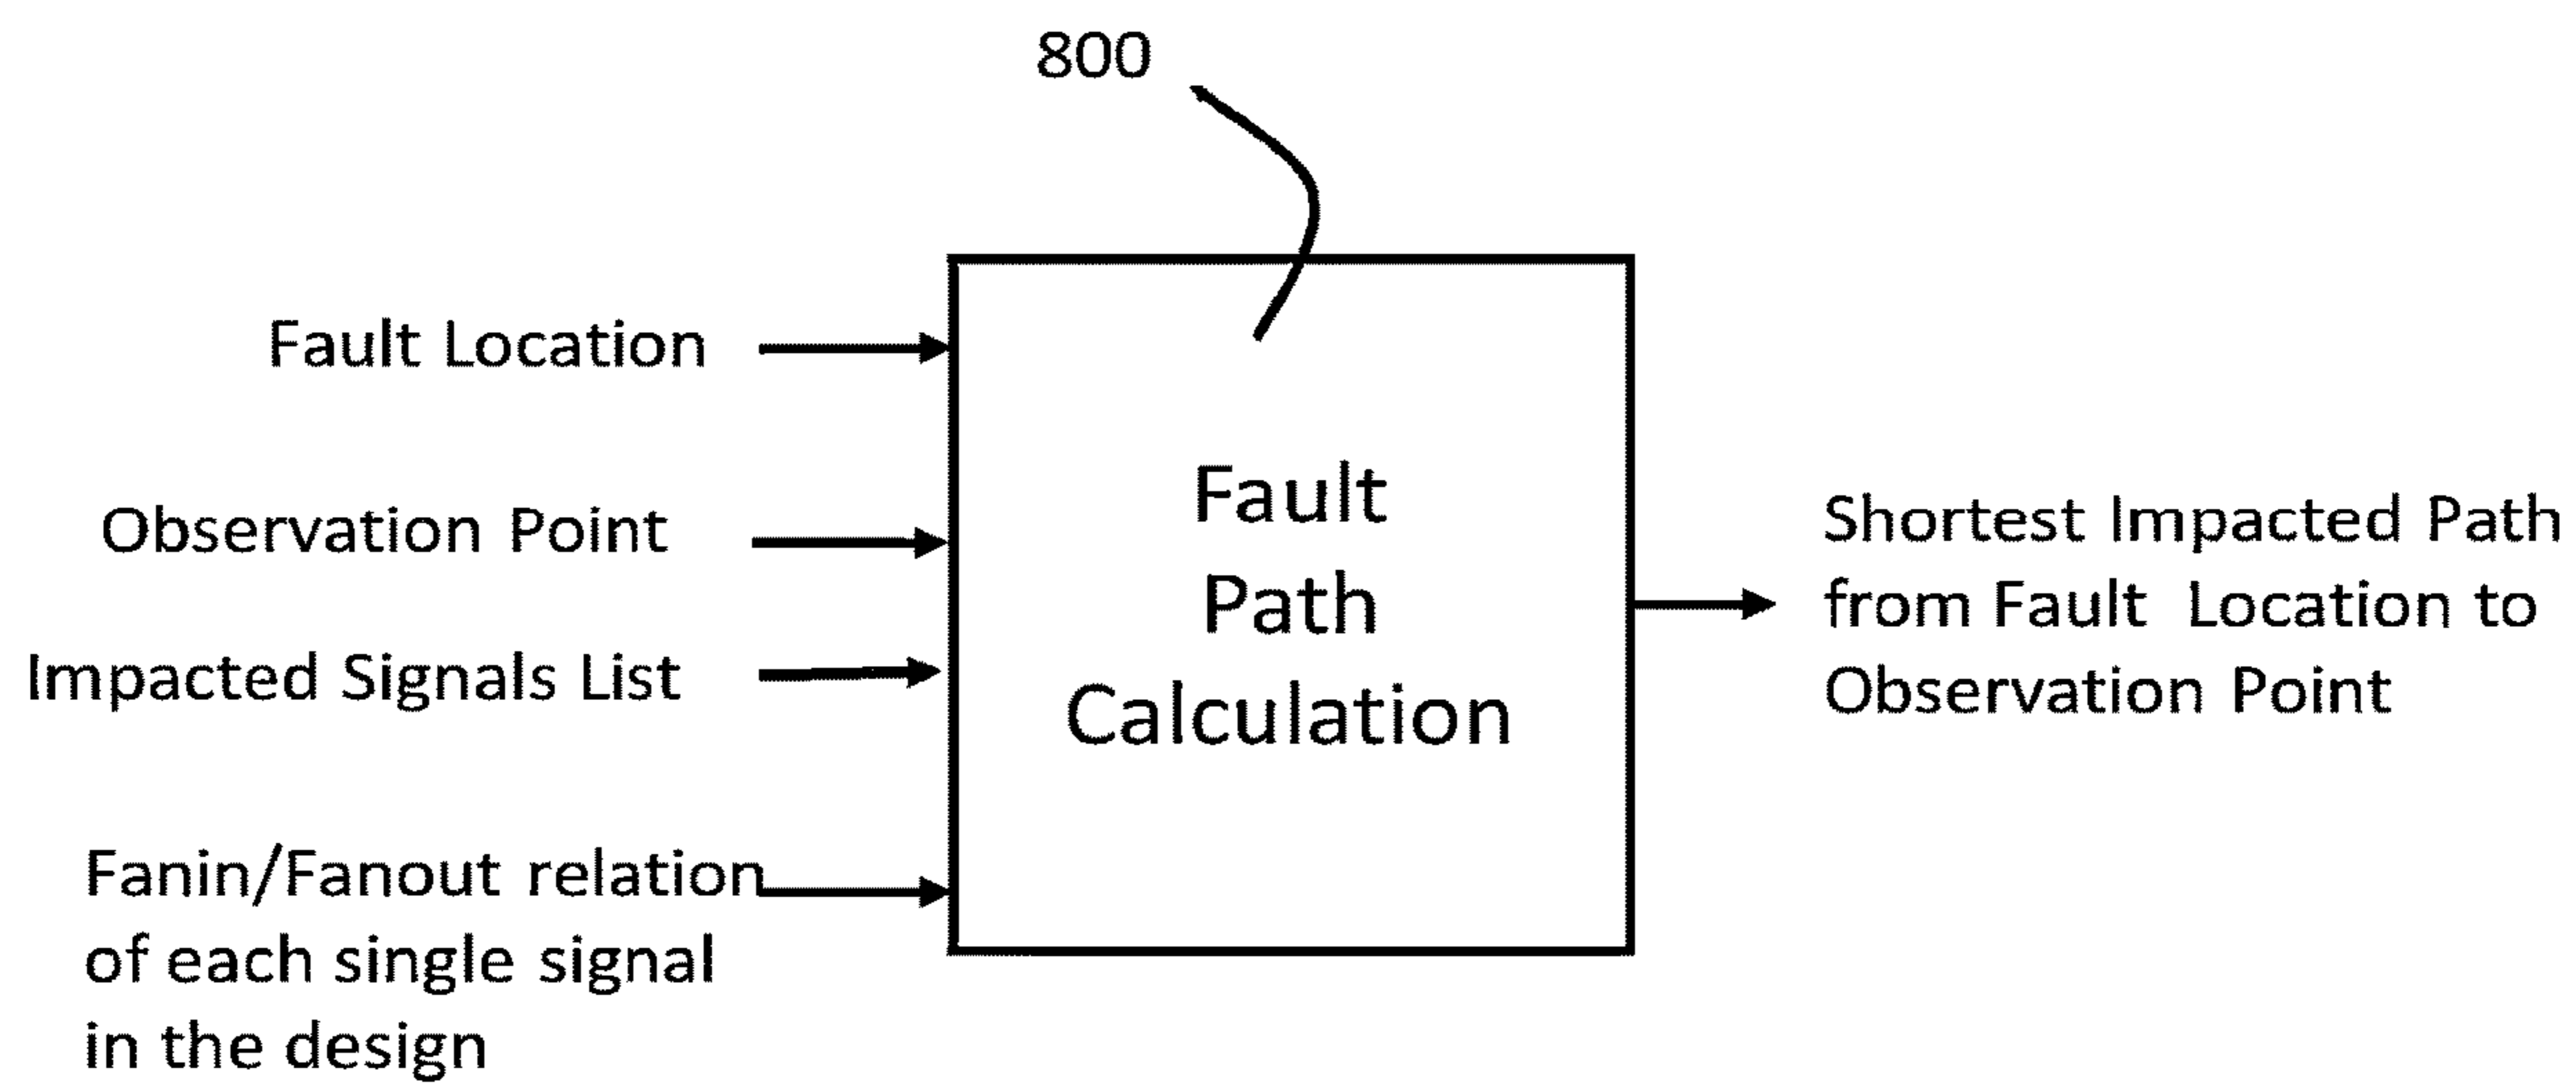 800
Fault Location
Observation Point
Impacted Signals List
Fanin/Fanout relation
of each single signal
in the design
Fault
Path
Calculation
Shortest Impacted Path
from Fault Location to
Observation Point